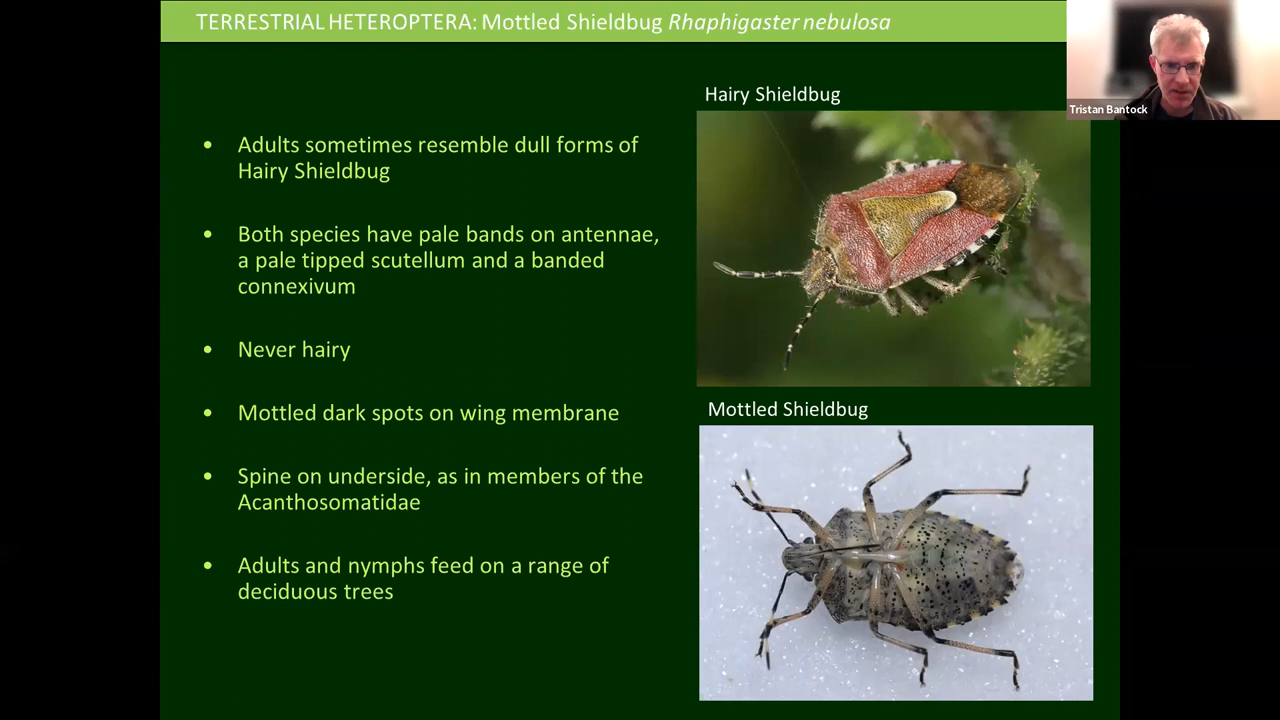 TERRESTRIAL HETEROPTERA: Mottled Shieldbug Rhaphigaster nebulosa
Tristan Bantock
Hairy Shieldbug
• Adults sometimes resemble dull forms of
Hairy Shieldbug
• Both species have pale bands on antennae,
a pale tipped scutellum and a banded
connexivum
• Never hairy
• Mottled dark spots on wing membrane
• Spine on underside, as in members of the
Acanthosomatidae
• Adults and nymphs feed on a range of
deciduous trees
Mottled Shieldbug